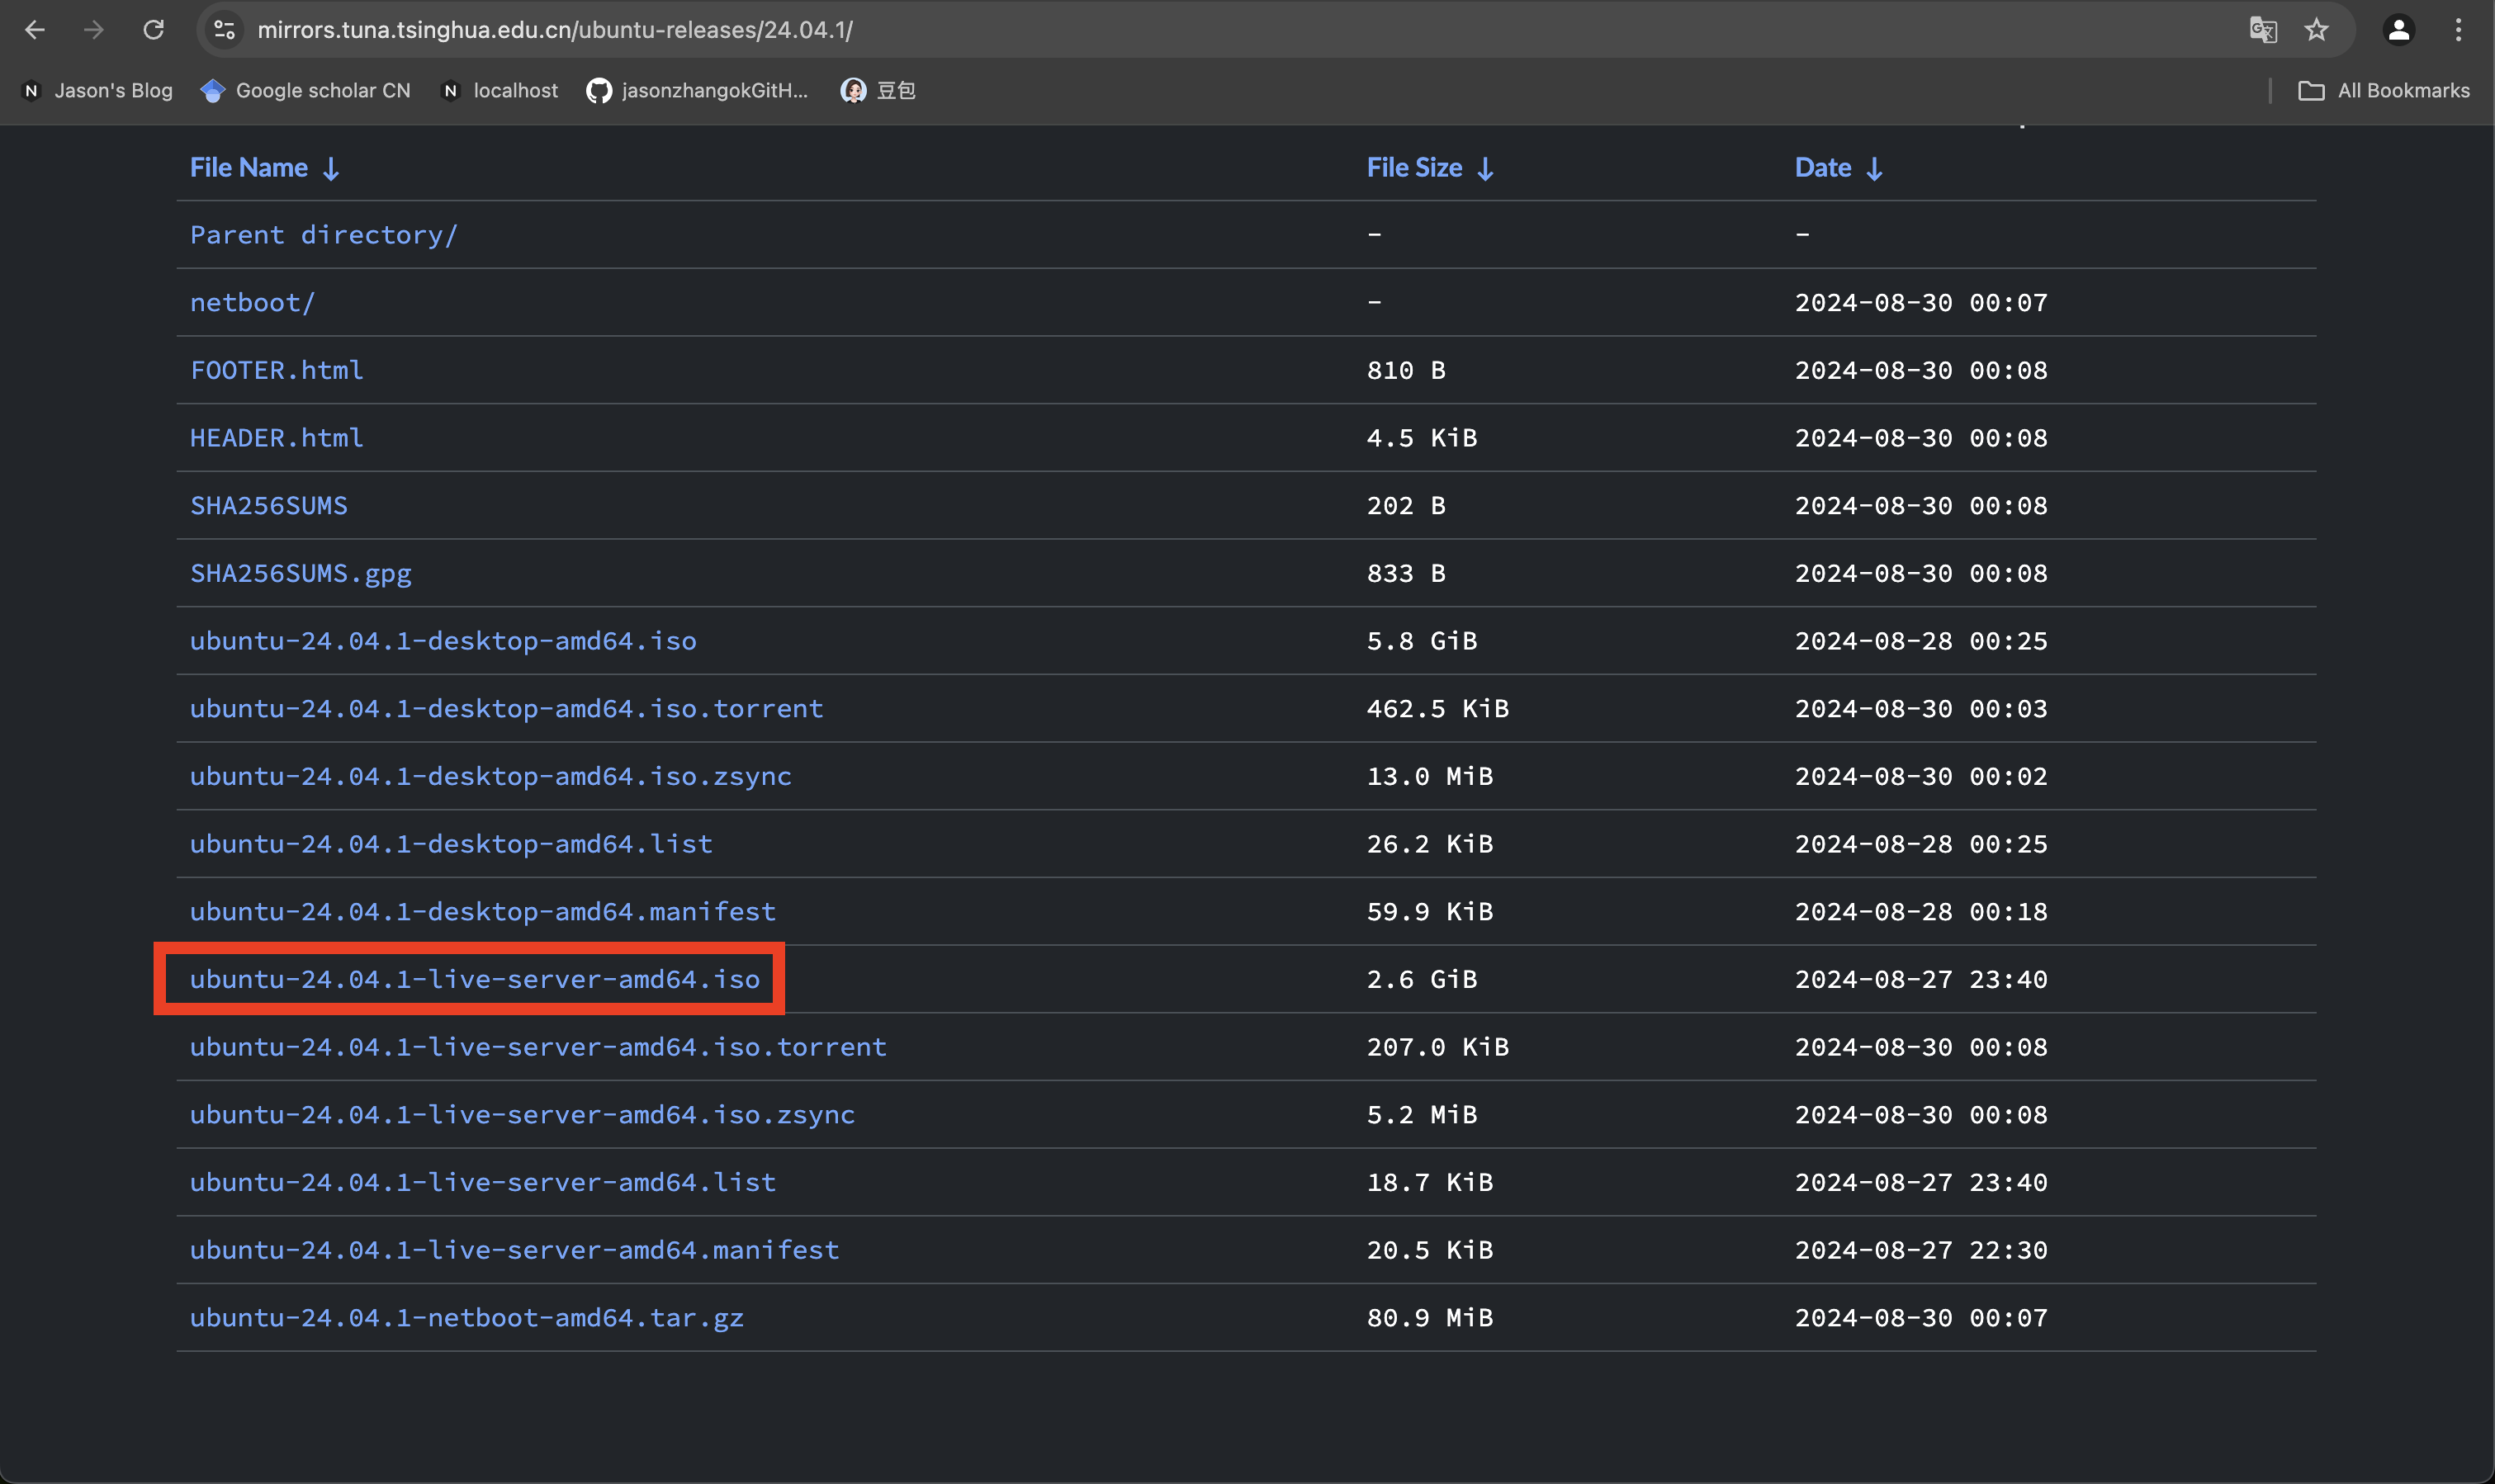 mirrors.tuna.tsinghua.edu.cn/ubuntu-releases/24.04.1/
Jason's Blog Google scholar CN localhost jasonzhangokGitH... 豆包 All Bookmarks
File Name ↓ File Size ↓ Date ↓
Parent directory/ - -
netboot/ - 2024-08-30 00:07
FOOTER.html 810 B 2024-08-30 00:08
HEADER.html 4.5 KiB 2024-08-30 00:08
SHA256SUMS 202 B 2024-08-30 00:08
SHA256SUMS.gpg 833 B 2024-08-30 00:08
ubuntu-24.04.1-desktop-amd64.iso 5.8 GiB 2024-08-28 00:25
ubuntu-24.04.1-desktop-amd64.iso.torrent 462.5 KiB 2024-08-30 00:03
ubuntu-24.04.1-desktop-amd64.iso.zsync 13.0 MiB 2024-08-30 00:02
ubuntu-24.04.1-desktop-amd64.list 26.2 KiB 2024-08-28 00:25
ubuntu-24.04.1-desktop-amd64.manifest 59.9 KiB 2024-08-28 00:18
ubuntu-24.04.1-live-server-amd64.iso 2.6 GiB 2024-08-27 23:40
ubuntu-24.04.1-live-server-amd64.iso.torrent 207.0 KiB 2024-08-30 00:08
ubuntu-24.04.1-live-server-amd64.iso.zsync 5.2 MiB 2024-08-30 00:08
ubuntu-24.04.1-live-server-amd64.list 18.7 KiB 2024-08-27 23:40
ubuntu-24.04.1-live-server-amd64.manifest 20.5 KiB 2024-08-27 22:30
ubuntu-24.04.1-netboot-amd64.tar.gz 80.9 MiB 2024-08-30 00:07